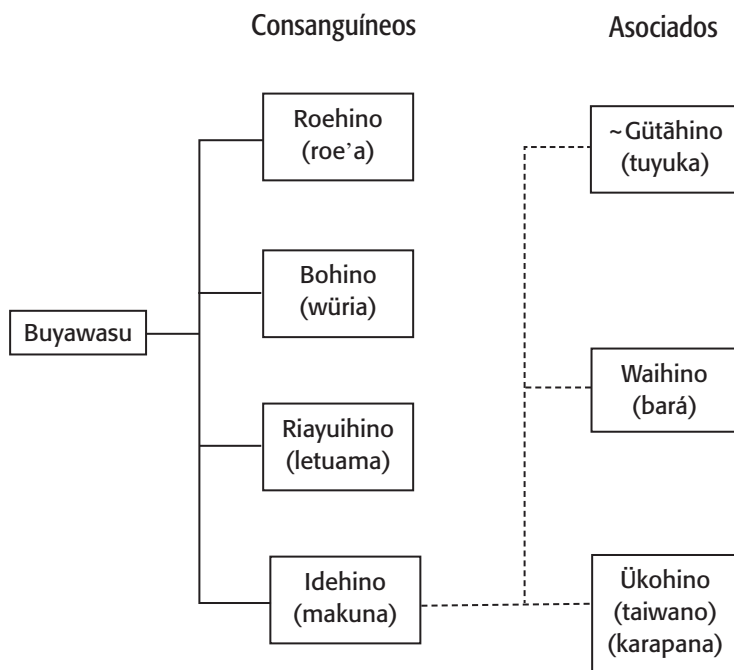 Consanguíneos
Asociados
Buyawasu
Roehino
(roe’a)
Bohino
(würia)
Riayuihino
(letuama)
Idehino
(makuna)
~Gütãhino
(tuyuka)
Waihino
(bará)
Ükohino
(taiwano)
(karapana)